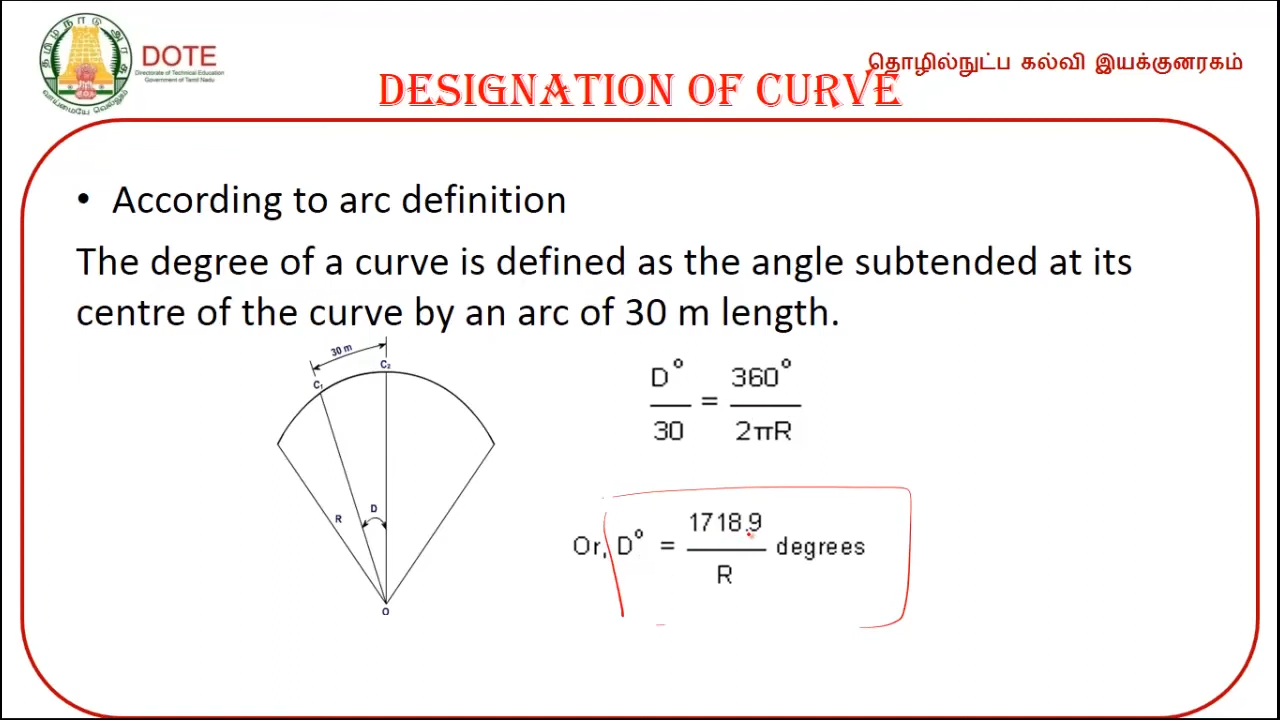 தமிழ்நாடு அரசு
வாய்மையே வெல்லும்
DOTE
Directorate of Technical Education
Government of Tamil Nadu
தொழில்நுட்ப கல்வி இயக்குனரகம்
DESIGNATION OF CURVE
• According to arc definition
The degree of a curve is defined as the angle subtended at its
centre of the curve by an arc of 30 m length.
30 m
C₁
C₂
R
D
O
D° / 30 = 360° / 2πR
Or, D° = 1718.9 / R degrees